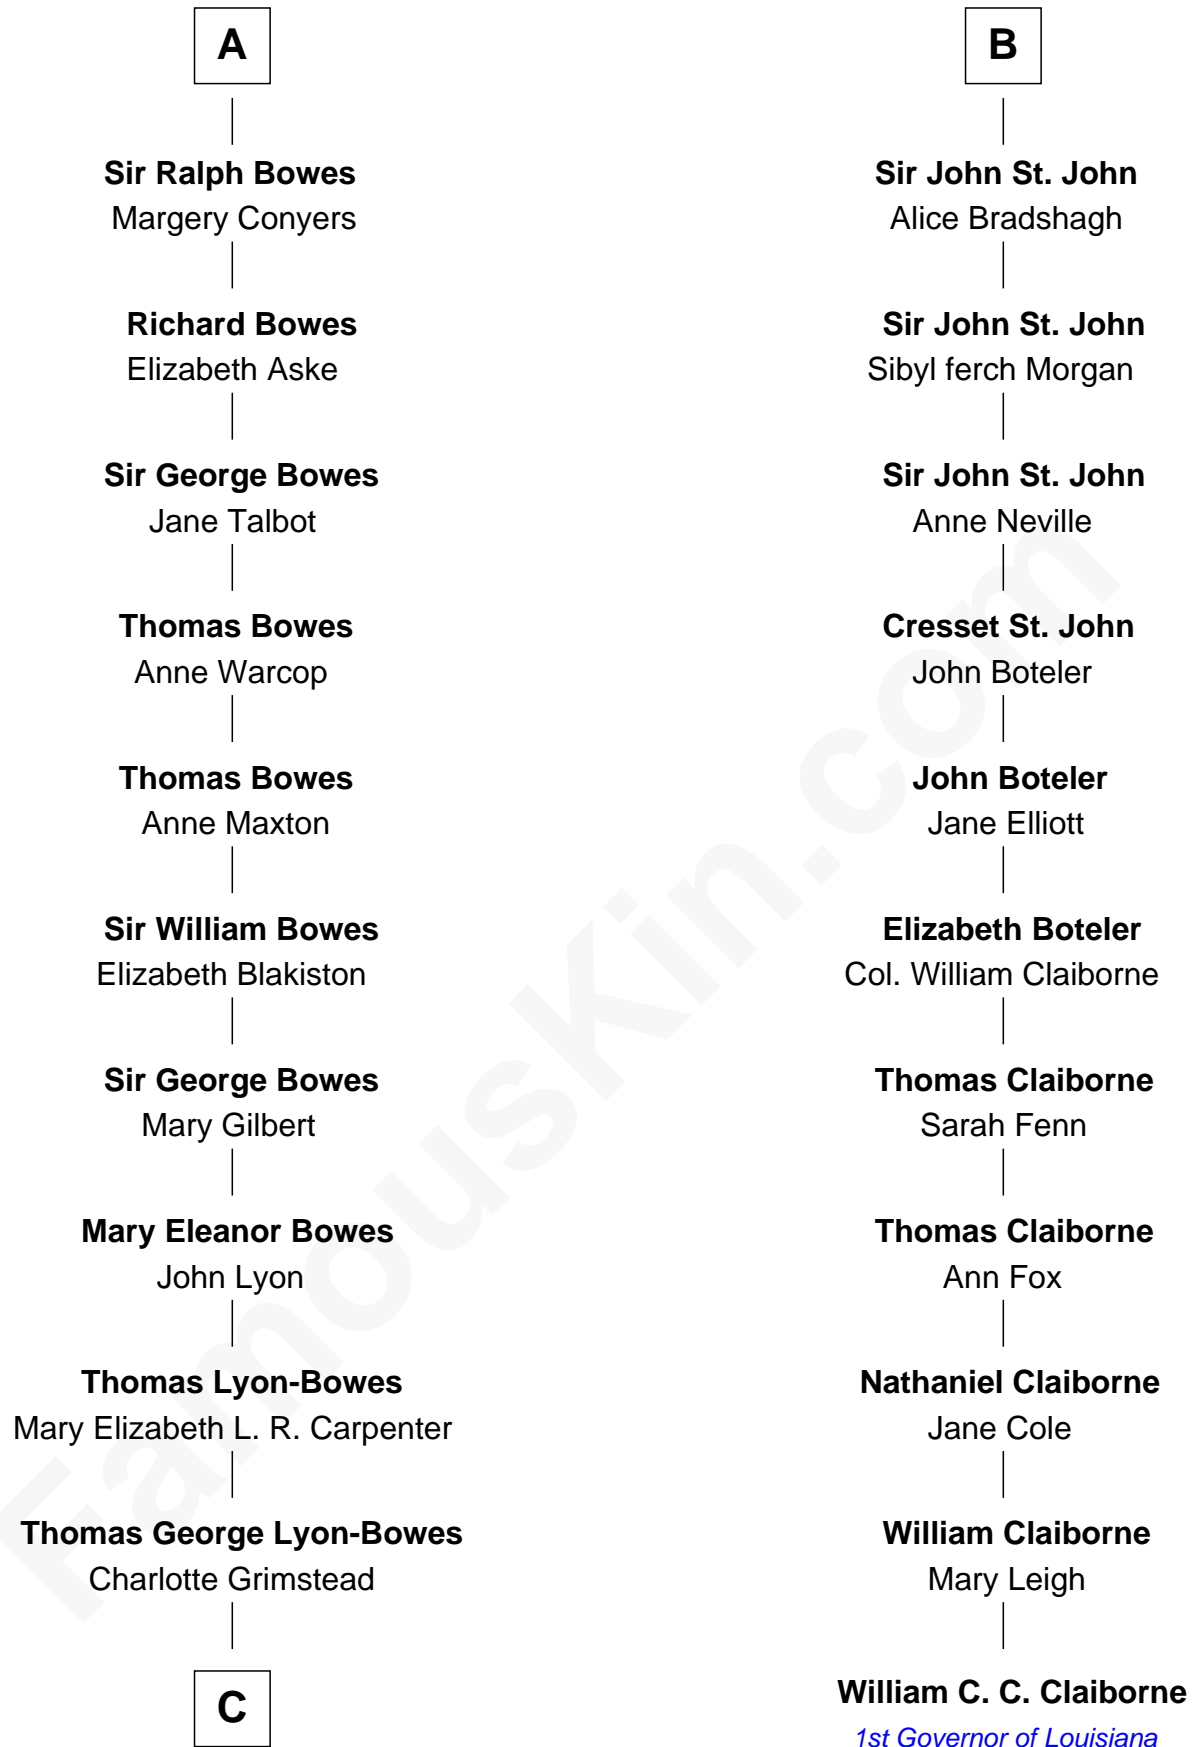 A
Sir Ralph Bowes
Margery Conyers
Richard Bowes
Elizabeth Aske
Sir George Bowes
Jane Talbot
Thomas Bowes
Anne Warcop
Thomas Bowes
Anne Maxton
Sir William Bowes
Elizabeth Blakiston
Sir George Bowes
Mary Gilbert
Mary Eleanor Bowes
John Lyon
Thomas Lyon-Bowes
Mary Elizabeth L. R. Carpenter
Thomas George Lyon-Bowes
Charlotte Grimstead
C
B
Sir John St. John
Alice Bradshagh
Sir John St. John
Sibyl ferch Morgan
Sir John St. John
Anne Neville
Cresset St. John
John Boteler
John Boteler
Jane Elliott
Elizabeth Boteler
Col. William Claiborne
Thomas Claiborne
Sarah Fenn
Thomas Claiborne
Ann Fox
Nathaniel Claiborne
Jane Cole
William Claiborne
Mary Leigh
William C. C. Claiborne
1st Governor of Louisiana
FamousKin.com